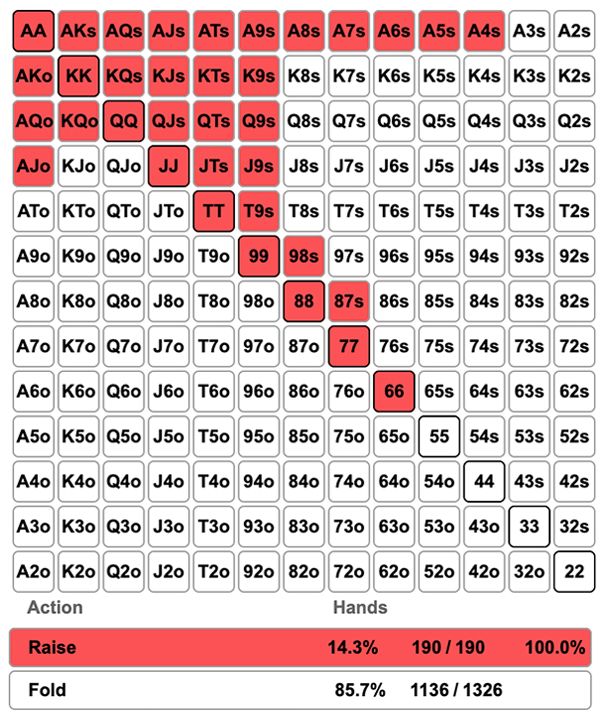 AA AKs AQs AJs ATs A9s A8s A7s A6s A5s A4s A3s A2s
AKo KK KQs KJs KTs K9s K8s K7s K6s K5s K4s K3s K2s
AQo KQo QQ QJs QTs Q9s Q8s Q7s Q6s Q5s Q4s Q3s Q2s
AJo KJo QJo JJ JTs J9s J8s J7s J6s J5s J4s J3s J2s
ATo KTo QTo JTo TT T9s T8s T7s T6s T5s T4s T3s T2s
A9o K9o Q9o J9o T9o 99 98s 97s 96s 95s 94s 93s 92s
A8o K8o Q8o J8o T8o 98o 88 87s 86s 85s 84s 83s 82s
A7o K7o Q7o J7o T7o 97o 87o 77 76s 75s 74s 73s 72s
A6o K6o Q6o J6o T6o 96o 86o 76o 66 65s 64s 63s 62s
A5o K5o Q5o J5o T5o 95o 85o 75o 65o 55 54s 53s 52s
A4o K4o Q4o J4o T4o 94o 84o 74o 64o 54o 44 43s 42s
A3o K3o Q3o J3o T3o 93o 83o 73o 63o 53o 43o 33 32s
A2o K2o Q2o J2o T2o 92o 82o 72o 62o 52o 42o 32o 22
Action Hands
Raise 14.3% 190 / 190 100.0%
Fold 85.7% 1136 / 1326